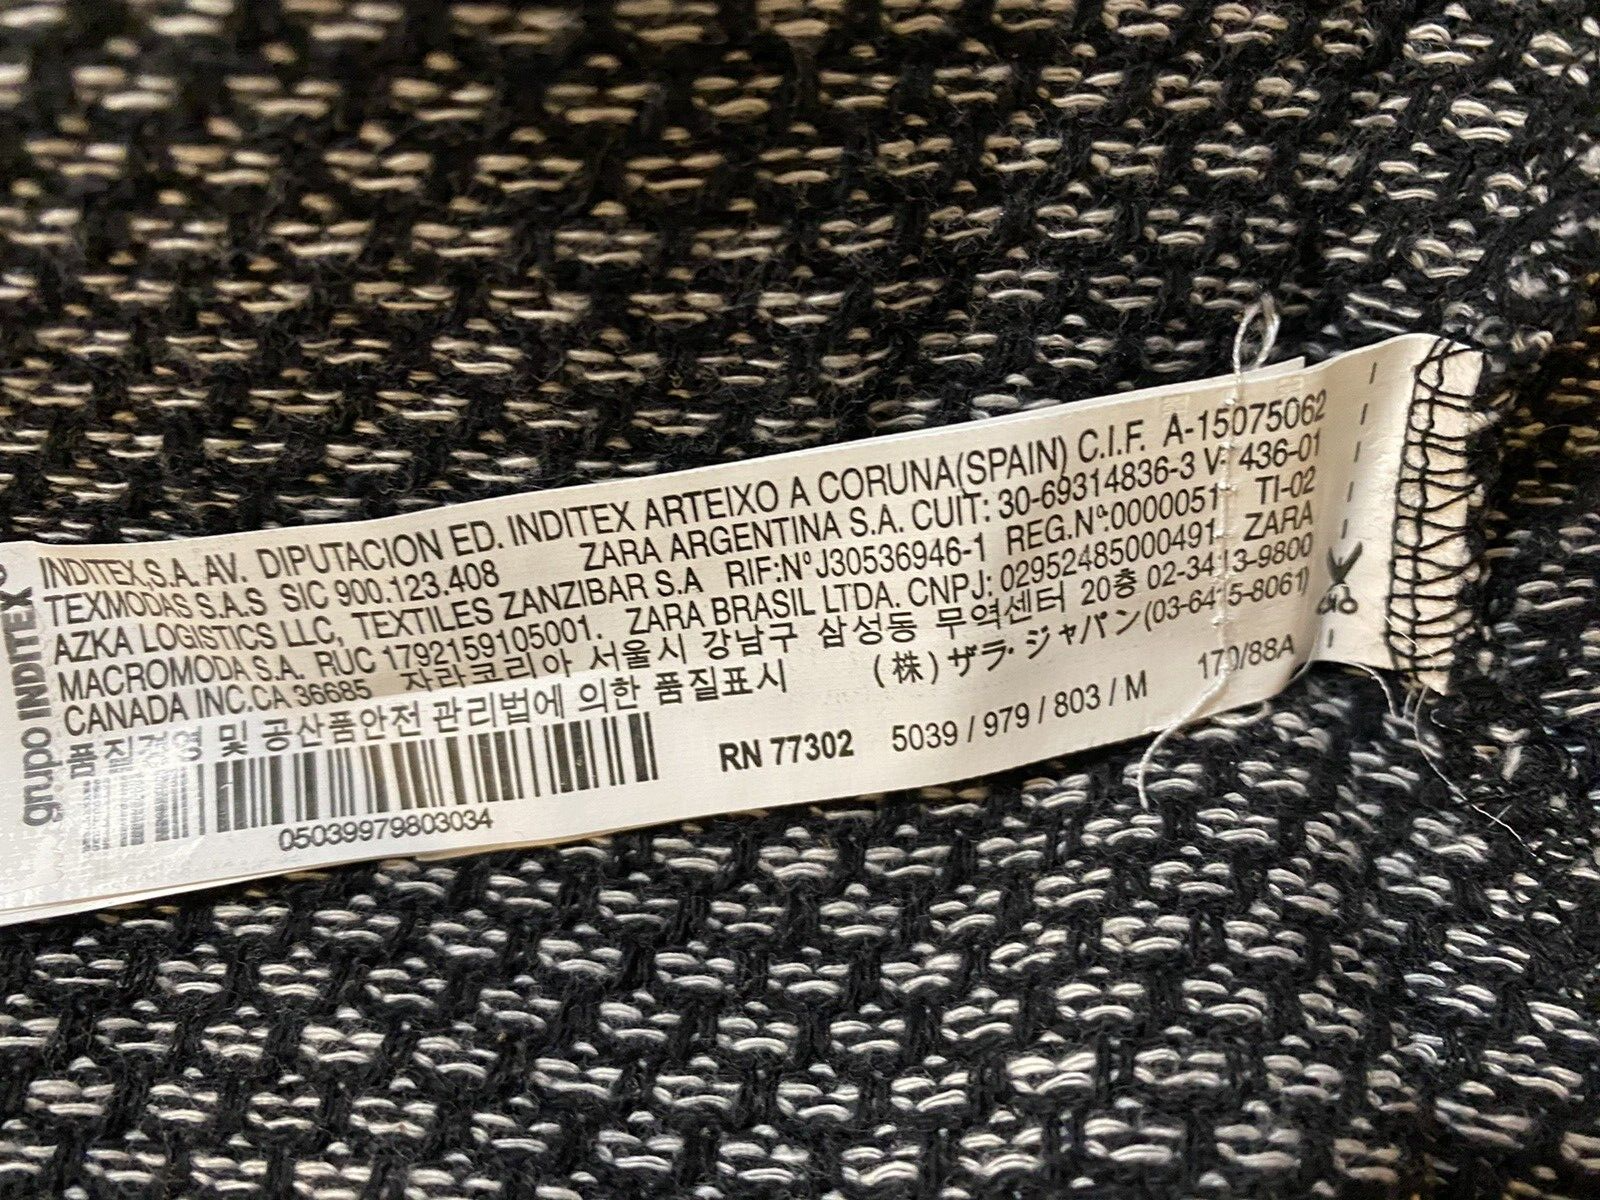 grupo INDITEX
INDITEX,S.A. AV. DIPUTACION ED. INDITEX ARTEIXO A CORUNA(SPAIN) C.I.F. A-15075062
TEXMODAS S.A.S SIC 900.123.408 ZARA ARGENTINA S.A. CUIT: 30-69314836-3 V- 436-01
AZKA LOGISTICS LLC, TEXTILES ZANZIBAR S.A RIF:Nº J30536946-1 REG.Nº:0000051 TI-02
MACROMODA S.A. RUC 1792159105001. ZARA BRASIL LTDA. CNPJ: 02952485000491 ZARA
CANADA INC.CA 36685 자라코리아 서울시 강남구 삼성동 무역센터 20층 02-3413-9800
품질경영 및 공산품안전 관리법에 의한 품질표시 (株)ザラ・ジャパン(03-6415-8061)
RN 77302 5039 / 979 / 803 / M 170/88A
05039979803034